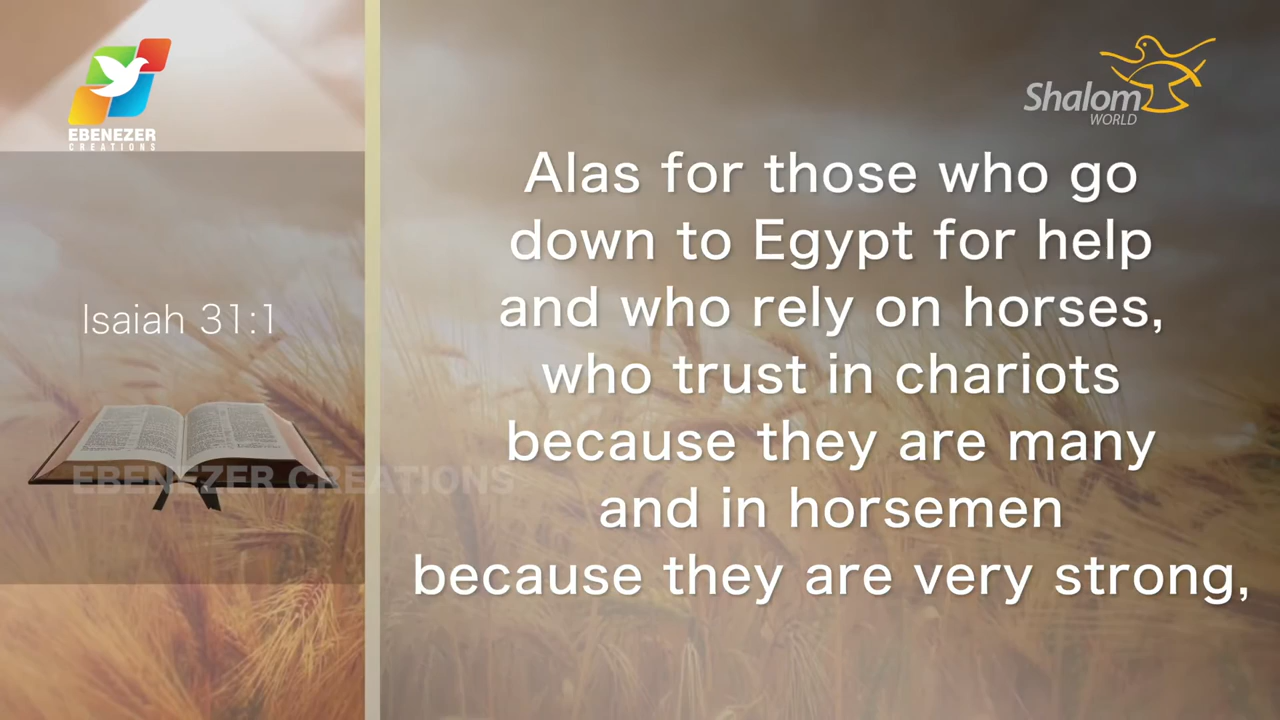 EBENEZER
CREATIONS
Shalom
WORLD
Isaiah 31:1
Alas for those who go
down to Egypt for help
and who rely on horses,
who trust in chariots
because they are many
and in horsemen
because they are very strong,
EBENEZER CREATIONS